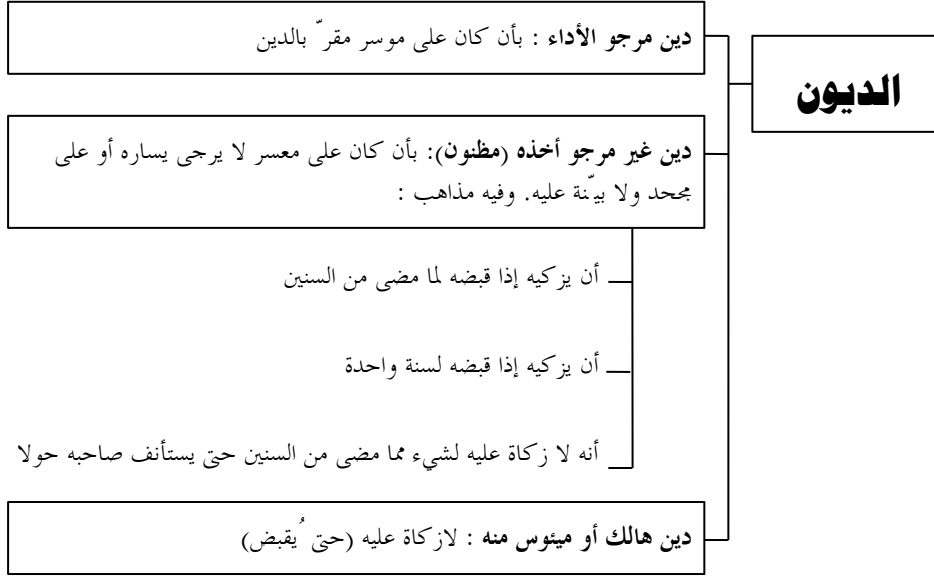 الديون
دين مرجو الأداء : بأن كان على موسر مقرّ بالدين
دين غير مرجو أخذه (مظنون): بأن كان على معسر لا يرجى يساره أو على
مجحد ولا بيّنة عليه. وفيه مذاهب :
أن يزكيه إذا قبضه لما مضى من السنين
أن يزكيه إذا قبضه لسنة واحدة
أنه لا زكاة عليه لشيء مما مضى من السنين حتى يستأنف صاحبه حولا
دين هالك أو ميئوس منه : لازكاة عليه (حتى يُقبض)